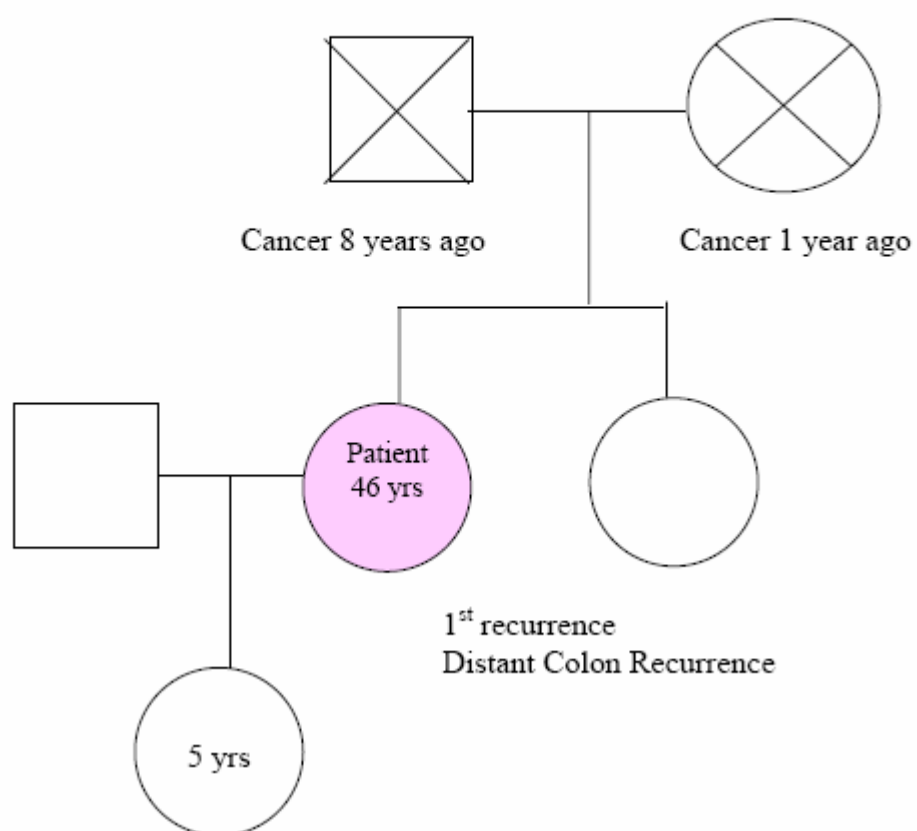 Cancer 8 years ago
Cancer 1 year ago
Patient
46 yrs
1st recurrence
Distant Colon Recurrence
5 yrs